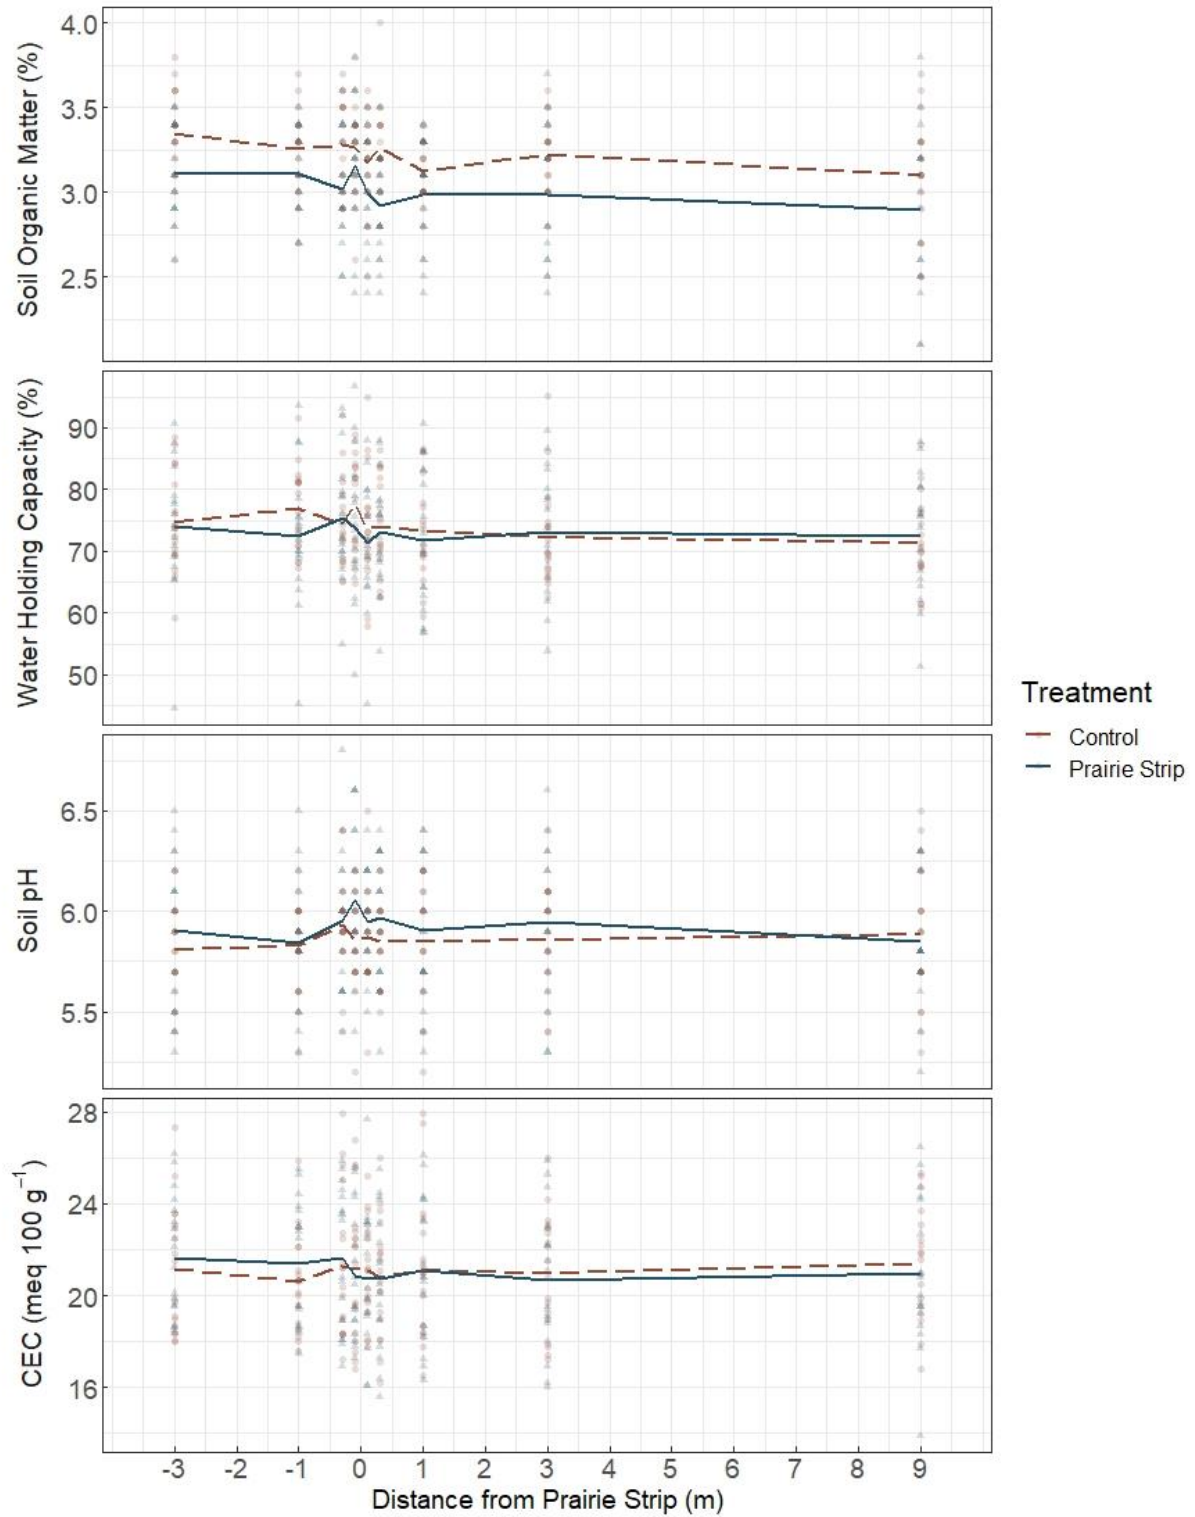 Soil Organic Matter (%)
4.0
3.5
3.0
2.5
Water Holding Capacity (%)
90
80
70
60
50
Soil pH
6.5
6.0
5.5
CEC (meq 100 g⁻¹)
28
24
20
16
-3 -2 -1 0 1 2 3 4 5 6 7 8 9
Distance from Prairie Strip (m)
Treatment
Control
Prairie Strip